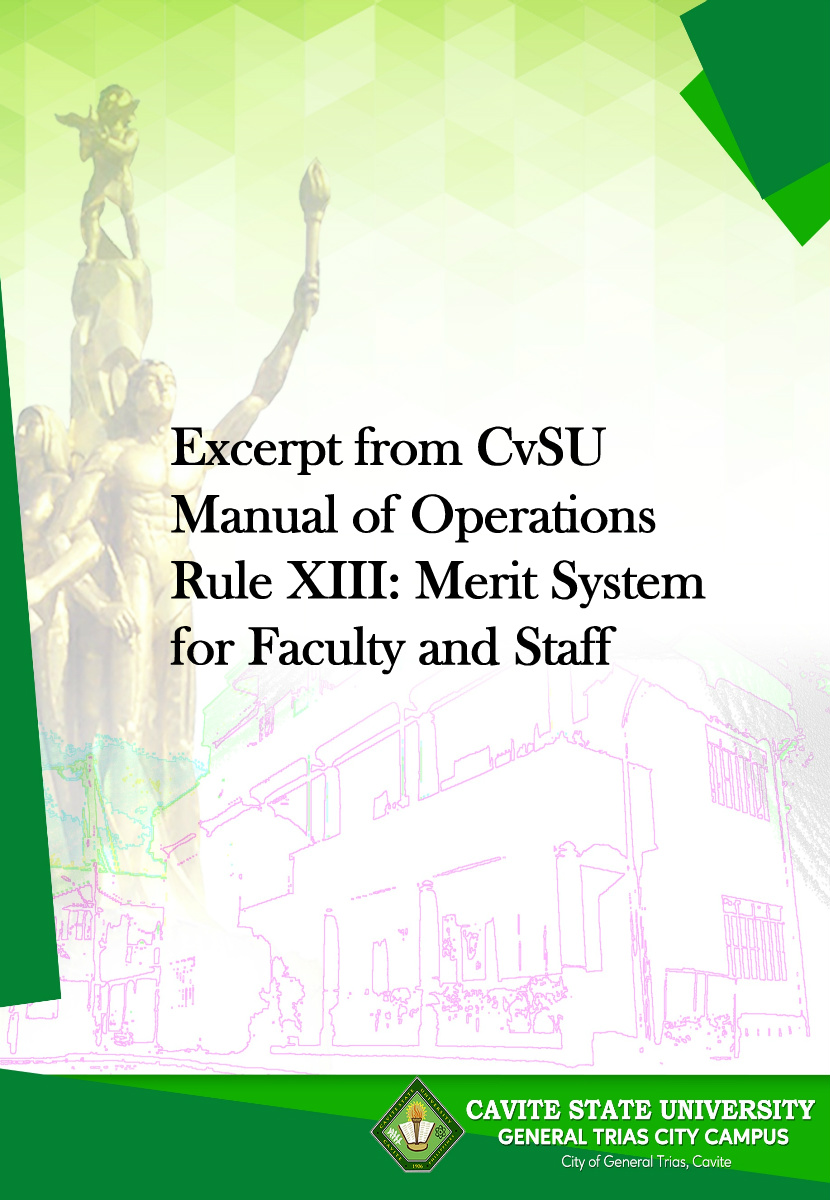 Excerpt from CvSU
Manual of Operations
Rule XIII: Merit System
for Faculty and Staff
CAVITE STATE UNIVERSITY
GENERAL TRIAS CITY CAMPUS
City of General Trias, Cavite
1906